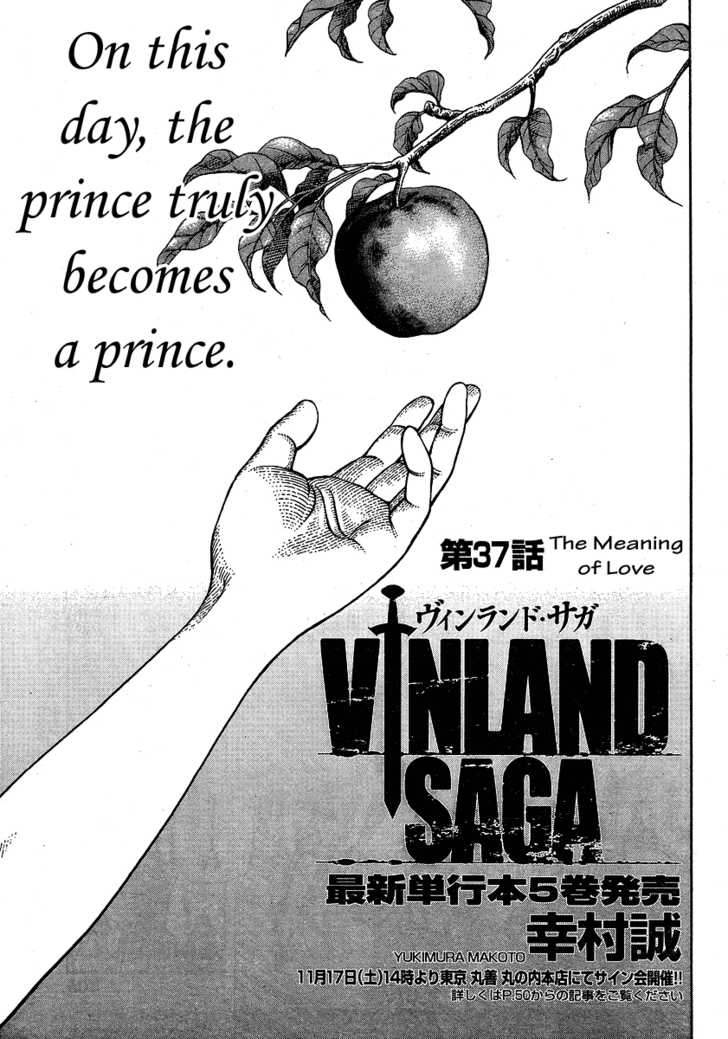 On this
day, the
prince truly
becomes
a prince.
第37話
The Meaning
of Love
ヴィンランド・サガ
VINLAND
SAGA
最新単行本5巻発売
YUKIMURA MAKOTO 幸村誠
11月17日(土)14時より東京 丸善 丸の内本店にてサイン会開催!!
詳しくはP.50からの記事をご覧ください